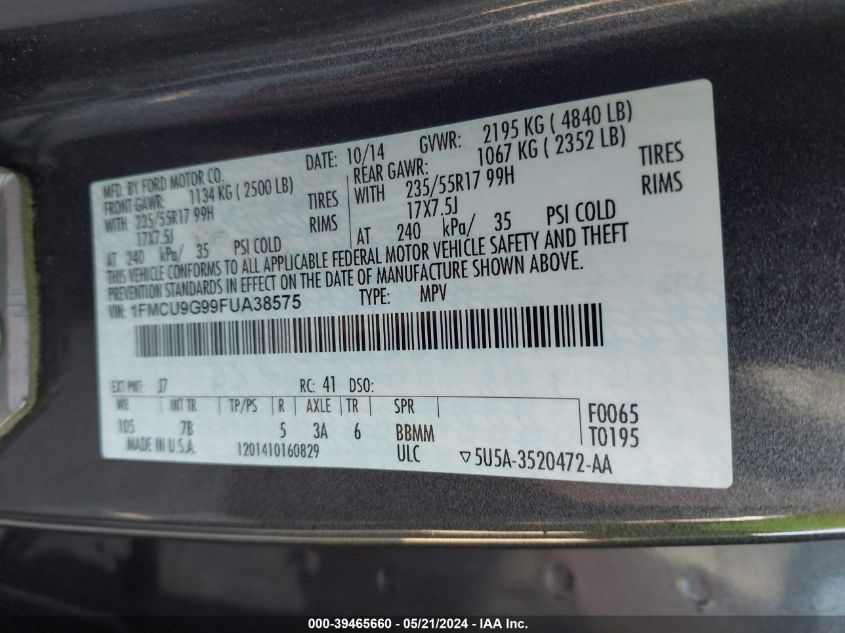 MFD. BY FORD MOTOR CO. DATE: 10/14 GVWR: 2195 KG ( 4840 LB)
FRONT GAWR: 1134 KG ( 2500 LB) REAR GAWR: 1067 KG ( 2352 LB)
WITH 235/55R17 99H TIRES WITH 235/55R17 99H TIRES
17X7.5J RIMS 17X7.5J RIMS
AT 240 kPa/ 35 PSI COLD AT 240 kPa/ 35 PSI COLD
THIS VEHICLE CONFORMS TO ALL APPLICABLE FEDERAL MOTOR VEHICLE SAFETY AND THEFT
PREVENTION STANDARDS IN EFFECT ON THE DATE OF MANUFACTURE SHOWN ABOVE.
VIN: 1FMCU9G99FUA38575 TYPE: MPV
EXT PNT: J7 RC: 41 DSO:
WB INT TR TP/PS R AXLE TR SPR
105 7B 5 3A 6 BBMM
F0065
T0195
MADE IN U.S.A. 1201410160829 ULC ▽5U5A-3520472-AA
000-39465660 - 05/21/2024 - IAA Inc.